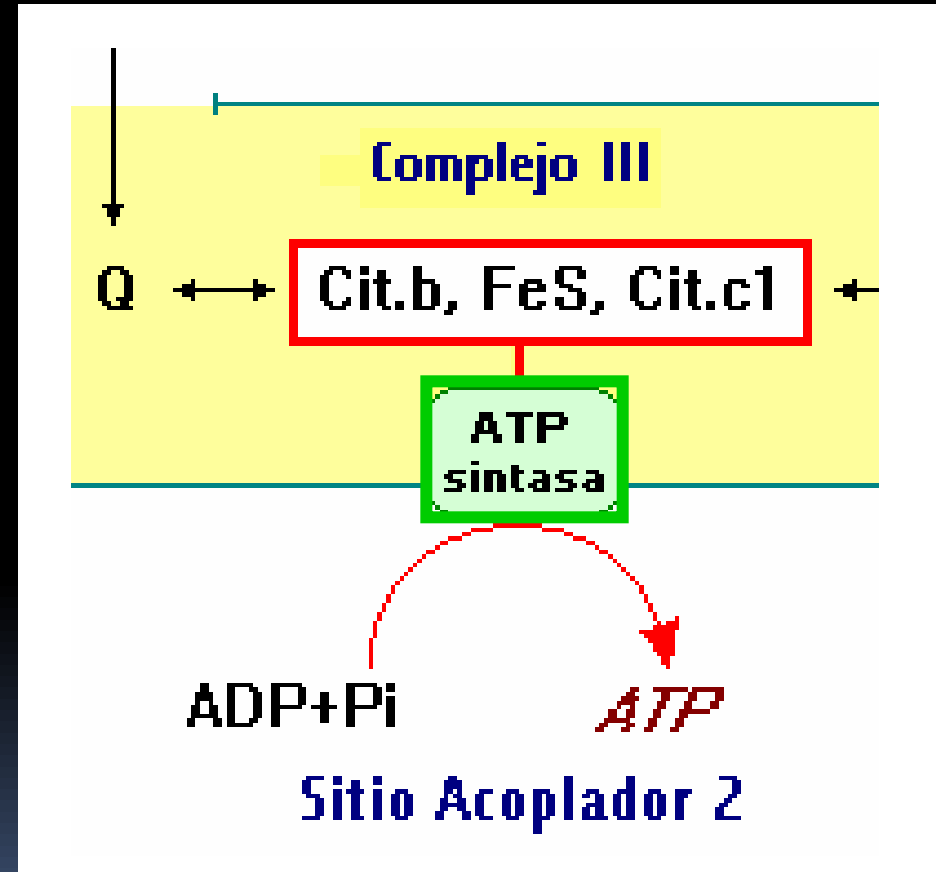 Complejo III
Q
Cit.b, FeS, Cit.c1
ATP
sintasa
ADP+Pi
ATP
Sitio Acoplador 2